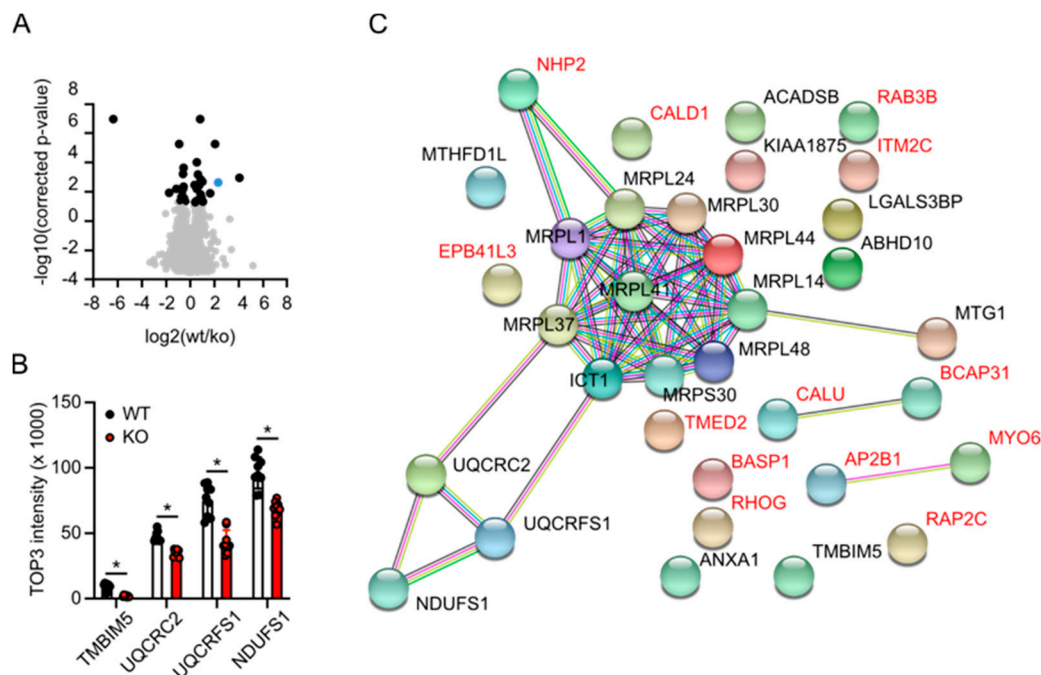 A
-log10(corrected p-value)
8
6
4
2
0
-2
-4
-8 -6 -4 -2 0 2 4 6 8
log2(wt/ko)
B
TOP3 intensity (x 1000)
150
100
50
0
WT
KO
*
*
*
*
TMBIM5
UQCRC2
UQCRFS1
NDUFS1
C
NHP2
CALD1
ACADSB
RAB3B
MTHFD1L
KIAA1875
ITM2C
MRPL24
MRPL30
LGALS3BP
MRPL1
MRPL44
ABHD10
EPB41L3
MRPL41
MRPL14
MRPL37
MTG1
MRPL48
ICT1
MRPS30
CALU
BCAP31
TMED2
MYO6
UQCRC2
BASP1
AP2B1
RHOG
UQCRFS1
RAP2C
ANXA1
TMBIM5
NDUFS1